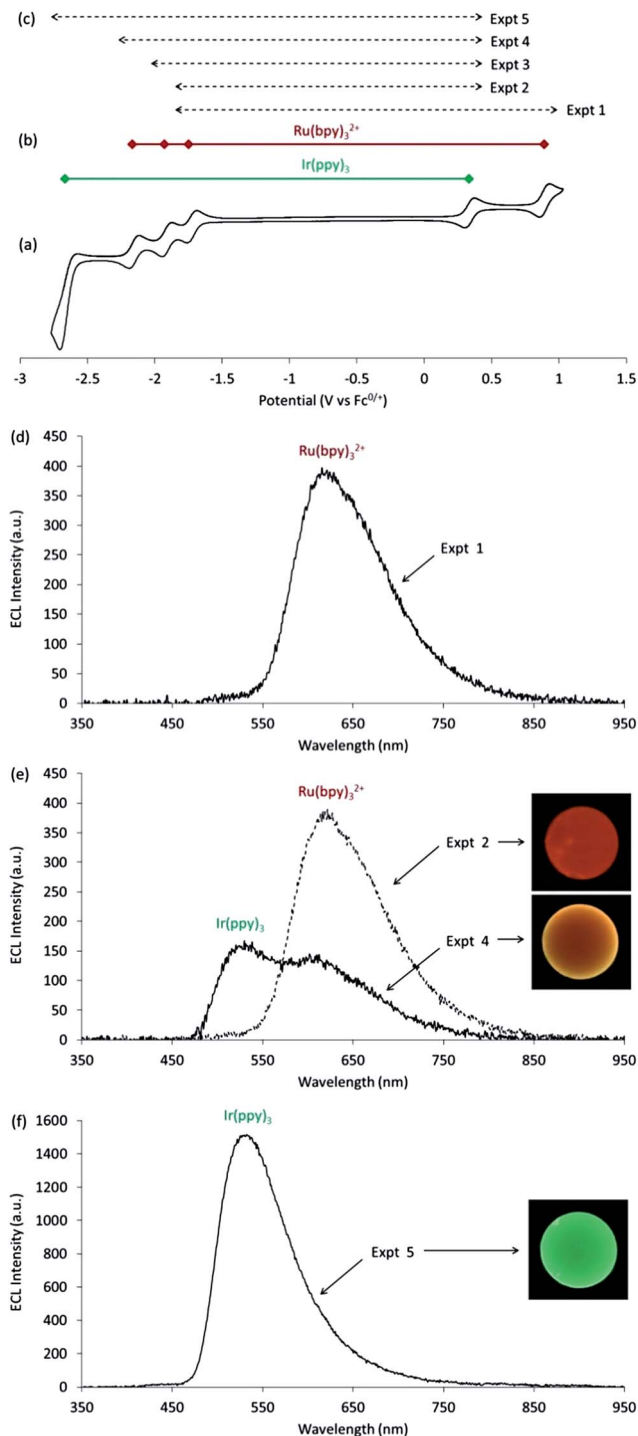 (c)
Expt 5
Expt 4
Expt 3
Expt 2
Expt 1
(b)
Ru(bpy)₃²⁺
Ir(ppy)₃
(a)
-3 -2.5 -2 -1.5 -1 -0.5 0 0.5 1 1.5
Potential (V vs Fc⁰/⁺)
(d)
Ru(bpy)₃²⁺
450
400
350
300
250
200
150
100
50
0
ECL Intensity (a.u.)
Expt 1
350 450 550 650 750 850 950
Wavelength (nm)
(e)
Ru(bpy)₃²⁺
450
400
350
300
250
200
150
100
50
0
ECL Intensity (a.u.)
Expt 2
Ir(ppy)₃
Expt 4
350 450 550 650 750 850 950
Wavelength (nm)
(f)
Ir(ppy)₃
1600
1400
1200
1000
800
600
400
200
0
ECL Intensity (a.u.)
Expt 5
350 450 550 650 750 850 950
Wavelength (nm)